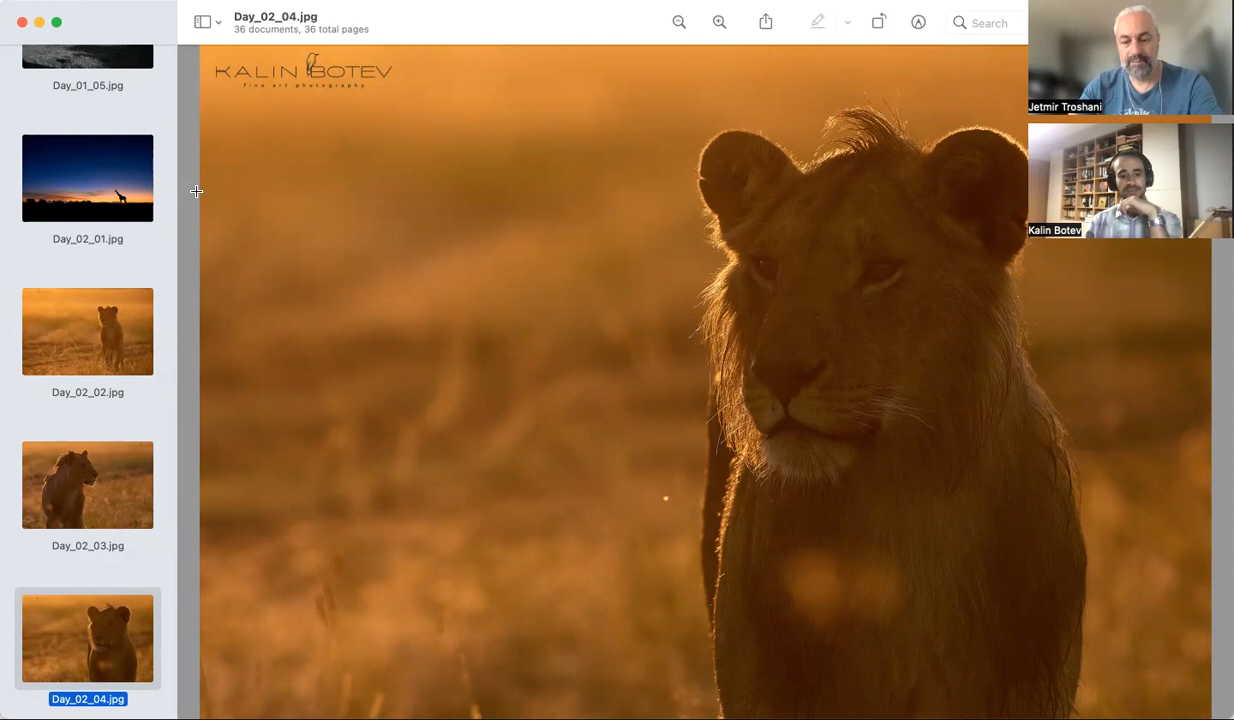 Day_02_04.jpg
36 documents, 36 total pages
Search
Day_01_05.jpg
Day_02_01.jpg
Day_02_02.jpg
Day_02_03.jpg
Day_02_04.jpg
KALIN BOTEV
fine art photography
Jetmir Troshani
Kalin Botev